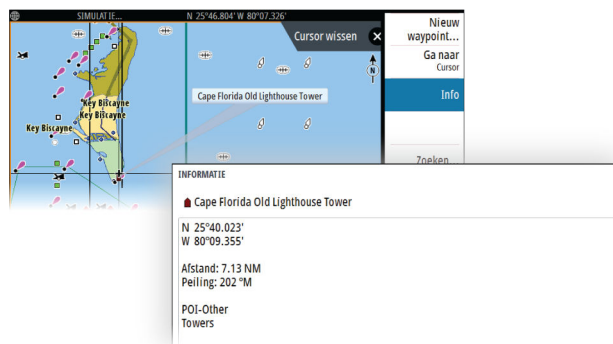 SIMULATIE...
N 25°46.804' W 80°07.326'
Cursor wissen
Nieuw
waypoint...
Ga naar
Cursor
Info
Zoeken
N
Cape Florida Old Lighthouse Tower
Key Biscayne
Key Biscayne
Key Biscayne
INFORMATIE
Cape Florida Old Lighthouse Tower
N 25°40.023'
W 80°09.355'
Afstand: 7.13 NM
Peiling: 202 °M
POI-Other
Towers